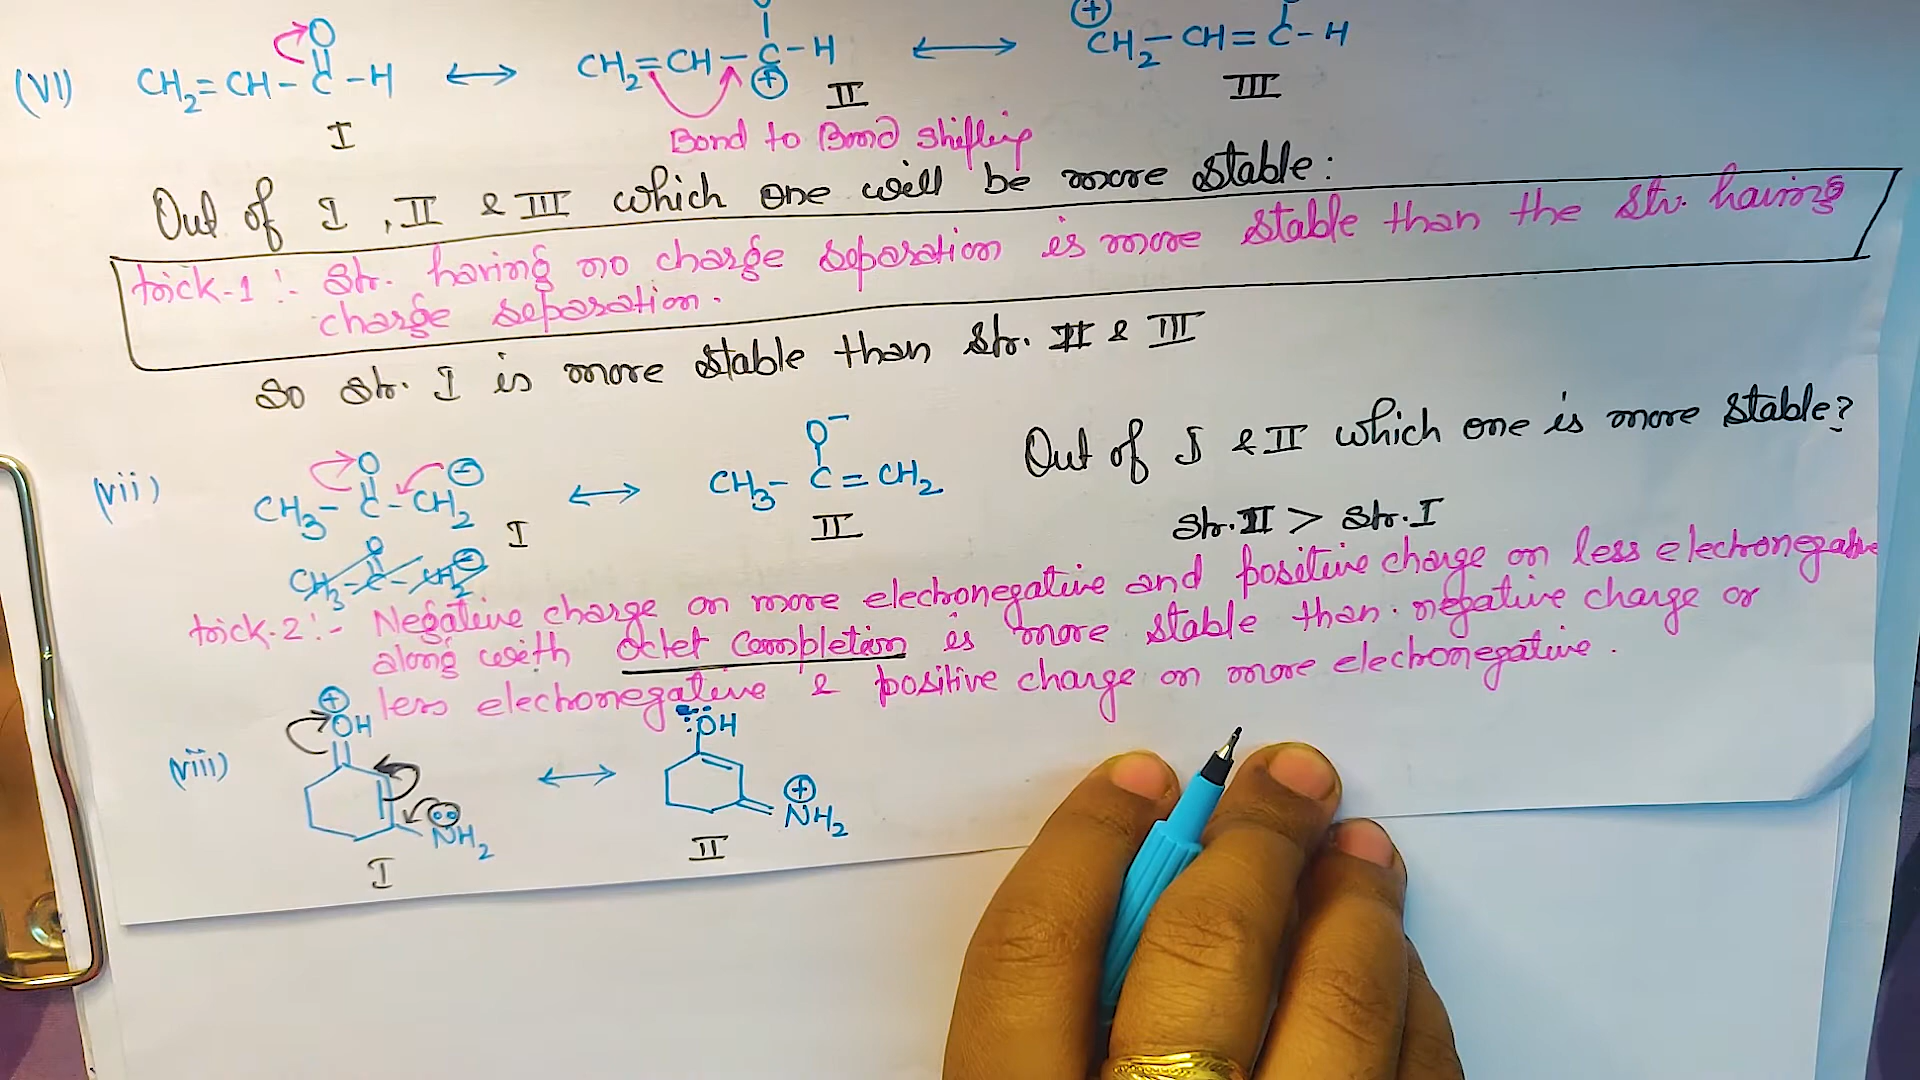 (VI) CH₂=CH-C-H ⟷ CH₂=CH-C-H ⟷ CH₂-CH=C-H
O
⊕ ⊕
I II III
Bond to Bond shifting
Out of I, II & III which one will be more stable:
trick-1:- Str. having no charge separation is more stable than the str. having
charge separation.
So str. I is more stable than str. II & III
(vii) CH₃-C-CH₂ ⟷ CH₃-C=CH₂
O ⊖ O⁻
I II
Out of I & II which one is more stable?
str.II > str.I
CH₃-C-CH₂
O ⊖
trick-2:- Negative charge on more electronegative and positive charge on less electronegative
along with octet completion is more stable than negative charge or
less electronegative & positive charge on more electronegative.
(viii) ⊕ OH ⟷ :OH
NH₂ ⊕ NH₂
I II